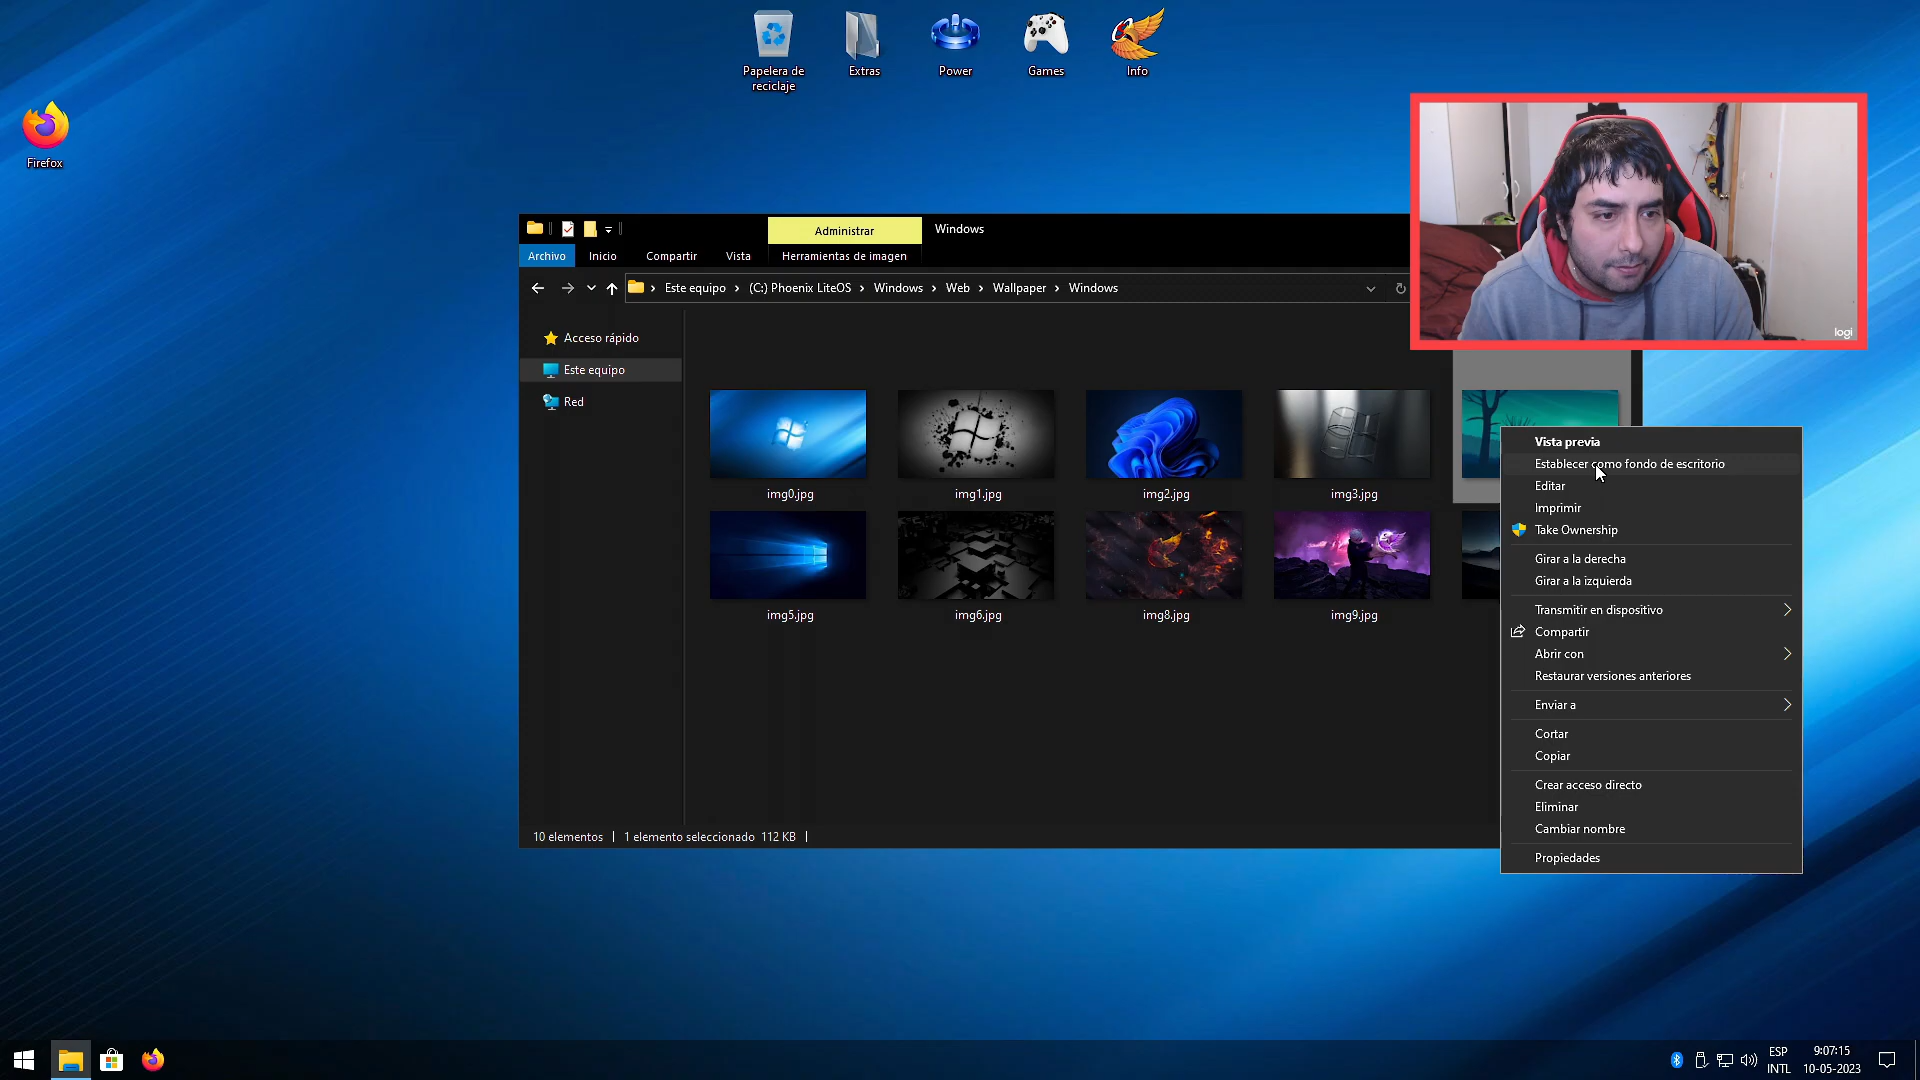 Papelera de
reciclaje
Extras
Power
Games
Info
Firefox
logi
Administrar
Windows
Archivo
Inicio
Compartir
Vista
Herramientas de imagen
Este equipo
(C:) Phoenix LiteOS
Windows
Web
Wallpaper
Windows
Acceso rápido
Este equipo
Red
img0.jpg
img1.jpg
img2.jpg
img3.jpg
img5.jpg
img6.jpg
img8.jpg
img9.jpg
10 elementos
1 elemento seleccionado 112 KB
Vista previa
Establecer como fondo de escritorio
Editar
Imprimir
Take Ownership
Girar a la derecha
Girar a la izquierda
Transmitir en dispositivo
Compartir
Abrir con
Restaurar versiones anteriores
Enviar a
Cortar
Copiar
Crear acceso directo
Eliminar
Cambiar nombre
Propiedades
ESP
INTL
9:07:15
10-05-2023